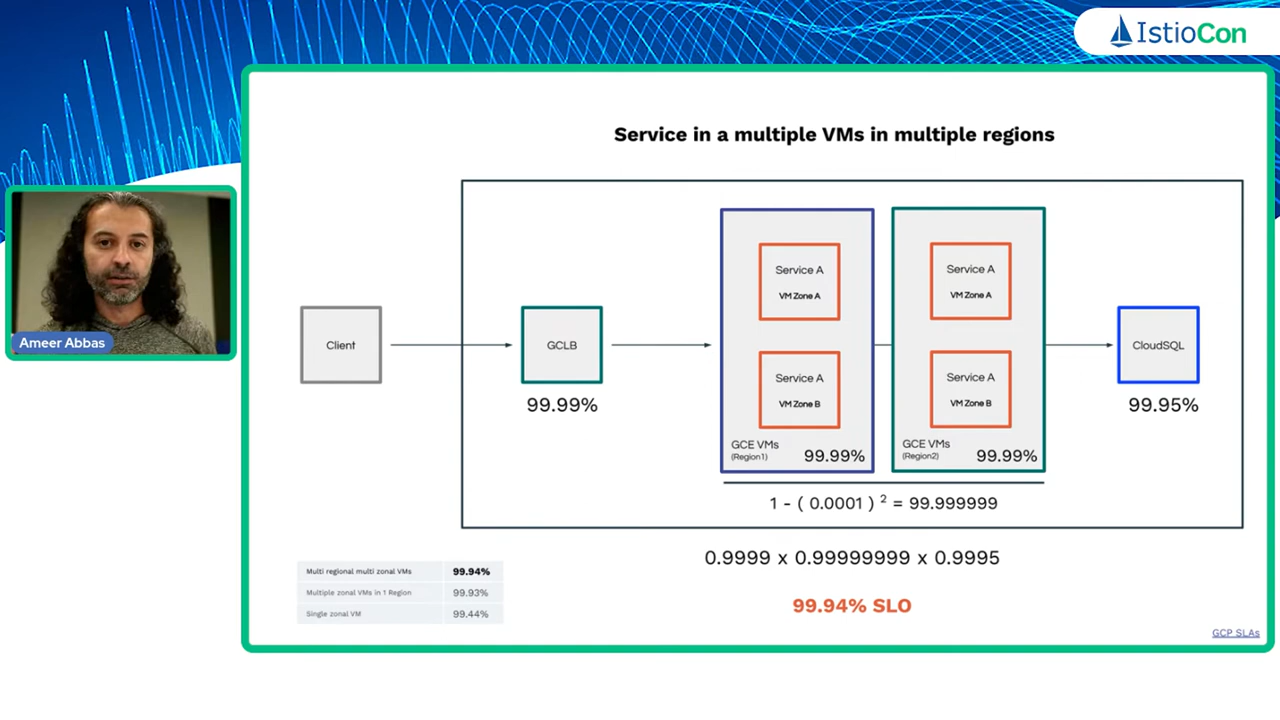 IstioCon
Service in a multiple VMs in multiple regions
Ameer Abbas
Client
GCLB
99.99%
Service A
VM Zone A
Service A
VM Zone B
GCE VMs
(Region1)
99.99%
Service A
VM Zone A
Service A
VM Zone B
GCE VMs
(Region2)
99.99%
CloudSQL
99.95%
1 - ( 0.0001 ) ² = 99.999999
0.9999 x 0.99999999 x 0.9995
99.94% SLO
Multi regional multi zonal VMs 99.94%
Multiple zonal VMs in 1 Region 99.93%
Single zonal VM 99.44%
GCP SLAs